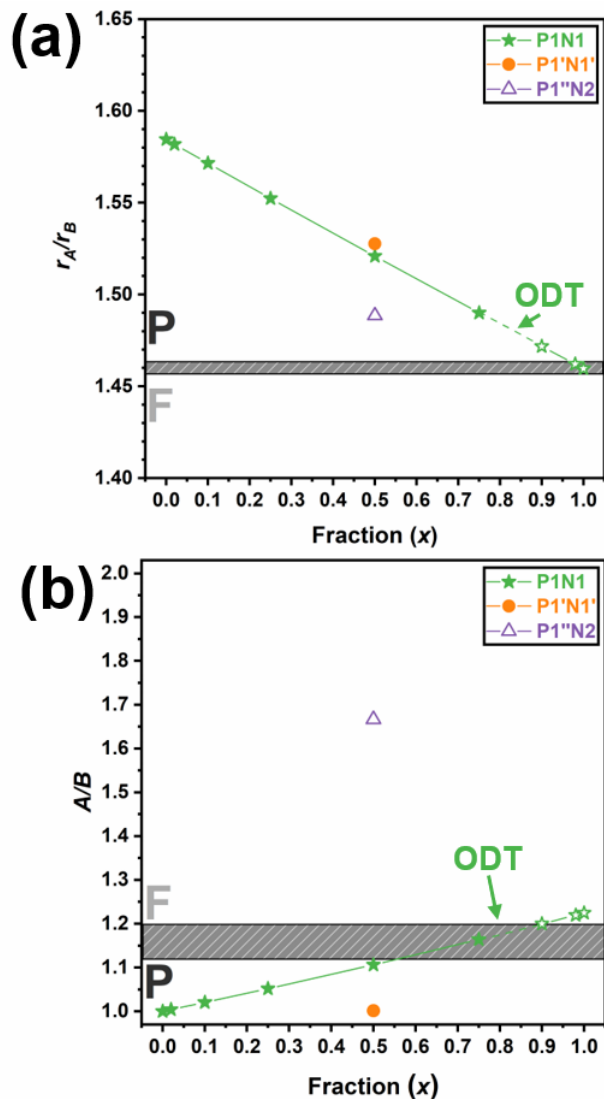 (a)
1.65
1.60
1.55
1.50
1.45
1.40
r_A/r_B
P1N1
P1'N1'
P1''N2
ODT
P
F
0.0 0.1 0.2 0.3 0.4 0.5 0.6 0.7 0.8 0.9 1.0
Fraction (x)
(b)
2.0
1.9
1.8
1.7
1.6
1.5
1.4
1.3
1.2
1.1
1.0
A/B
P1N1
P1'N1'
P1''N2
ODT
F
P
0.0 0.1 0.2 0.3 0.4 0.5 0.6 0.7 0.8 0.9 1.0
Fraction (x)